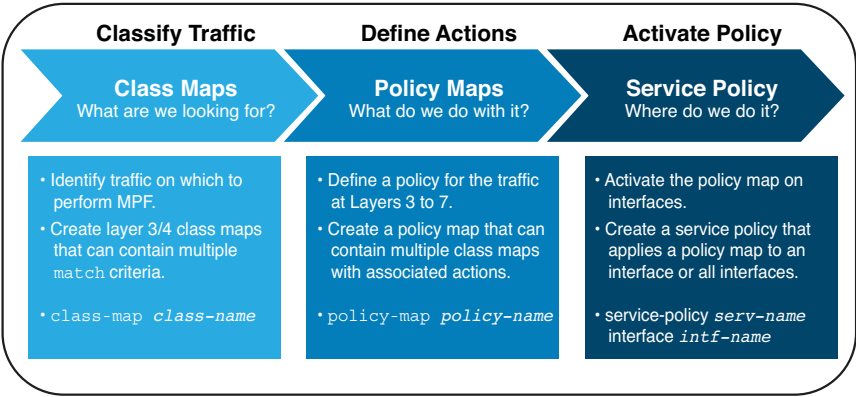 Classify Traffic
Define Actions
Activate Policy
Class Maps
What are we looking for?
Policy Maps
What do we do with it?
Service Policy
Where do we do it?
• Identify traffic on which to
perform MPF.
• Create layer 3/4 class maps
that can contain multiple
match criteria.
• class-map class-name
• Define a policy for the traffic
at Layers 3 to 7.
• Create a policy map that can
contain multiple class maps
with associated actions.
• policy-map policy-name
• Activate the policy map on
interfaces.
• Create a service policy that
applies a policy map to an
interface or all interfaces.
• service-policy serv-name
interface intf-name